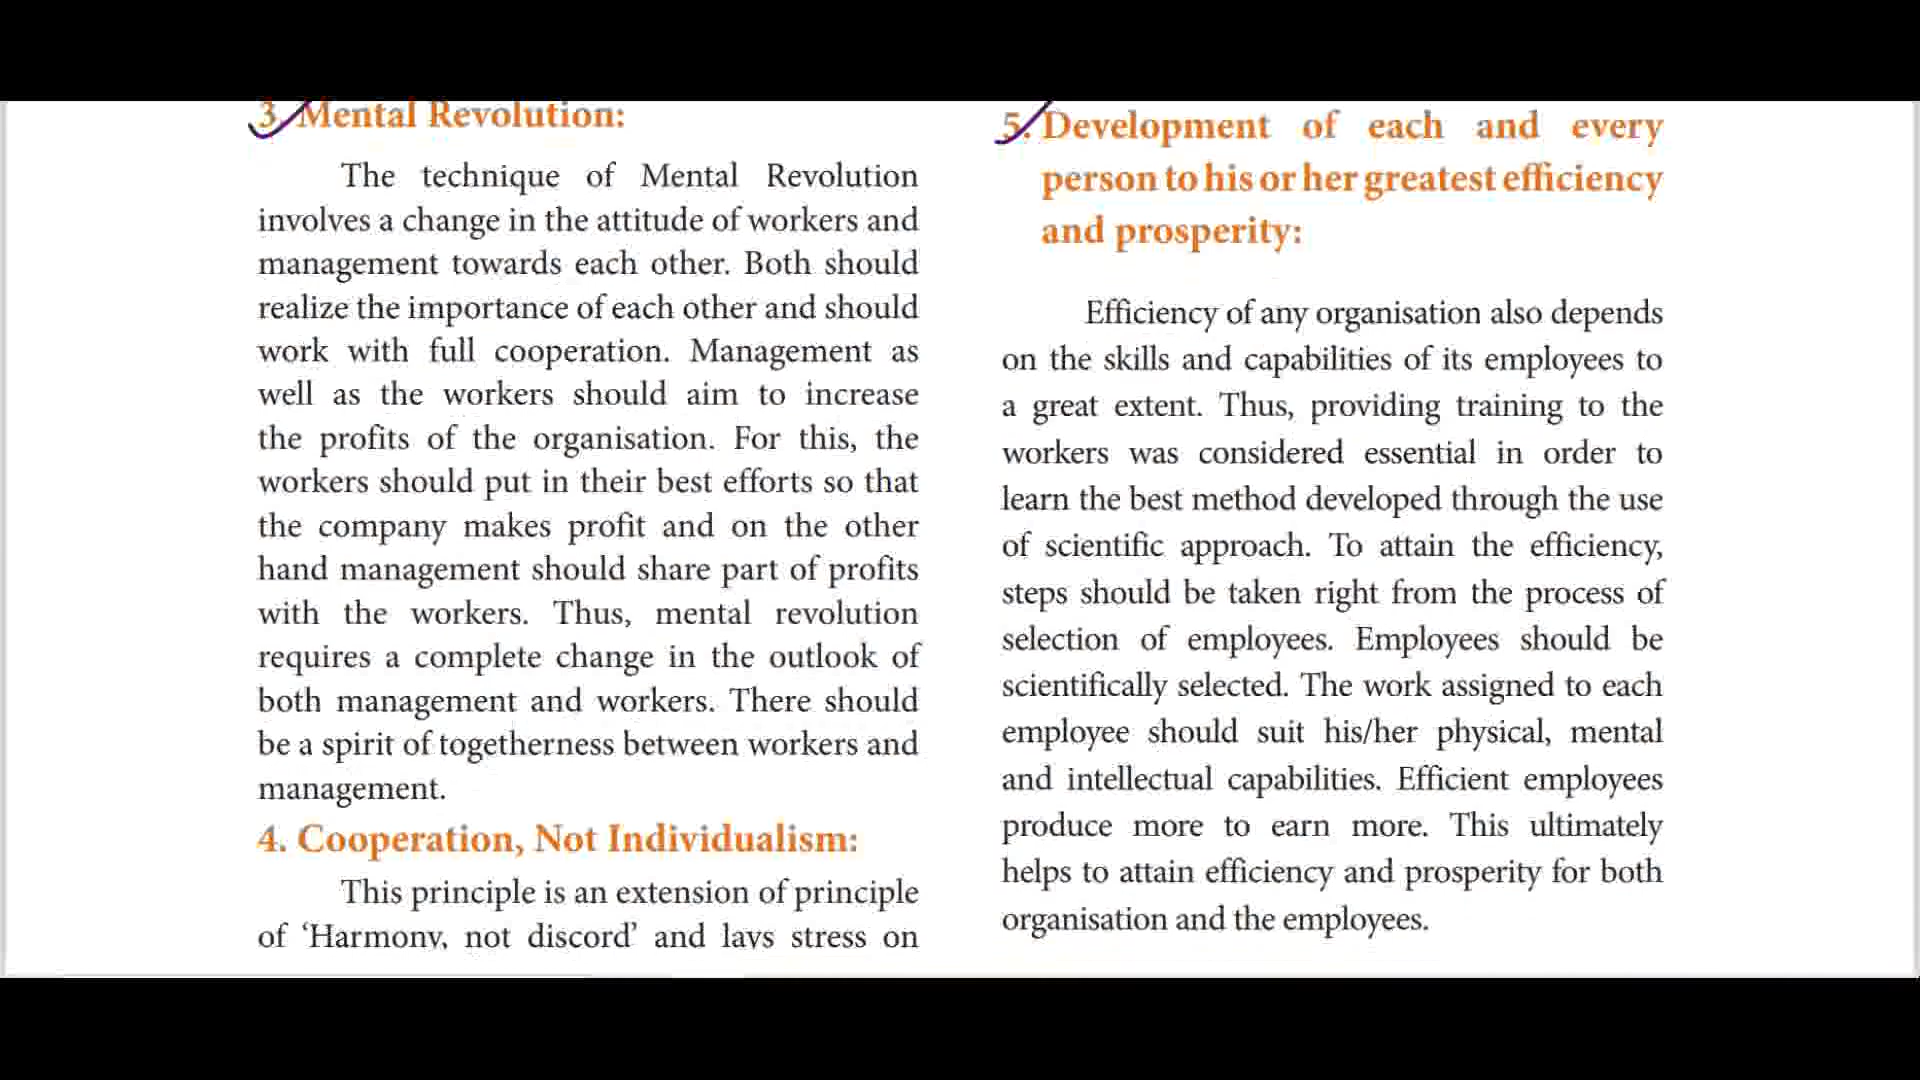 3. Mental Revolution:
The technique of Mental Revolution
involves a change in the attitude of workers and
management towards each other. Both should
realize the importance of each other and should
work with full cooperation. Management as
well as the workers should aim to increase
the profits of the organisation. For this, the
workers should put in their best efforts so that
the company makes profit and on the other
hand management should share part of profits
with the workers. Thus, mental revolution
requires a complete change in the outlook of
both management and workers. There should
be a spirit of togetherness between workers and
management.
4. Cooperation, Not Individualism:
This principle is an extension of principle
of ‘Harmony, not discord’ and lays stress on
5. Development of each and every
person to his or her greatest efficiency
and prosperity:
Efficiency of any organisation also depends
on the skills and capabilities of its employees to
a great extent. Thus, providing training to the
workers was considered essential in order to
learn the best method developed through the use
of scientific approach. To attain the efficiency,
steps should be taken right from the process of
selection of employees. Employees should be
scientifically selected. The work assigned to each
employee should suit his/her physical, mental
and intellectual capabilities. Efficient employees
produce more to earn more. This ultimately
helps to attain efficiency and prosperity for both
organisation and the employees.